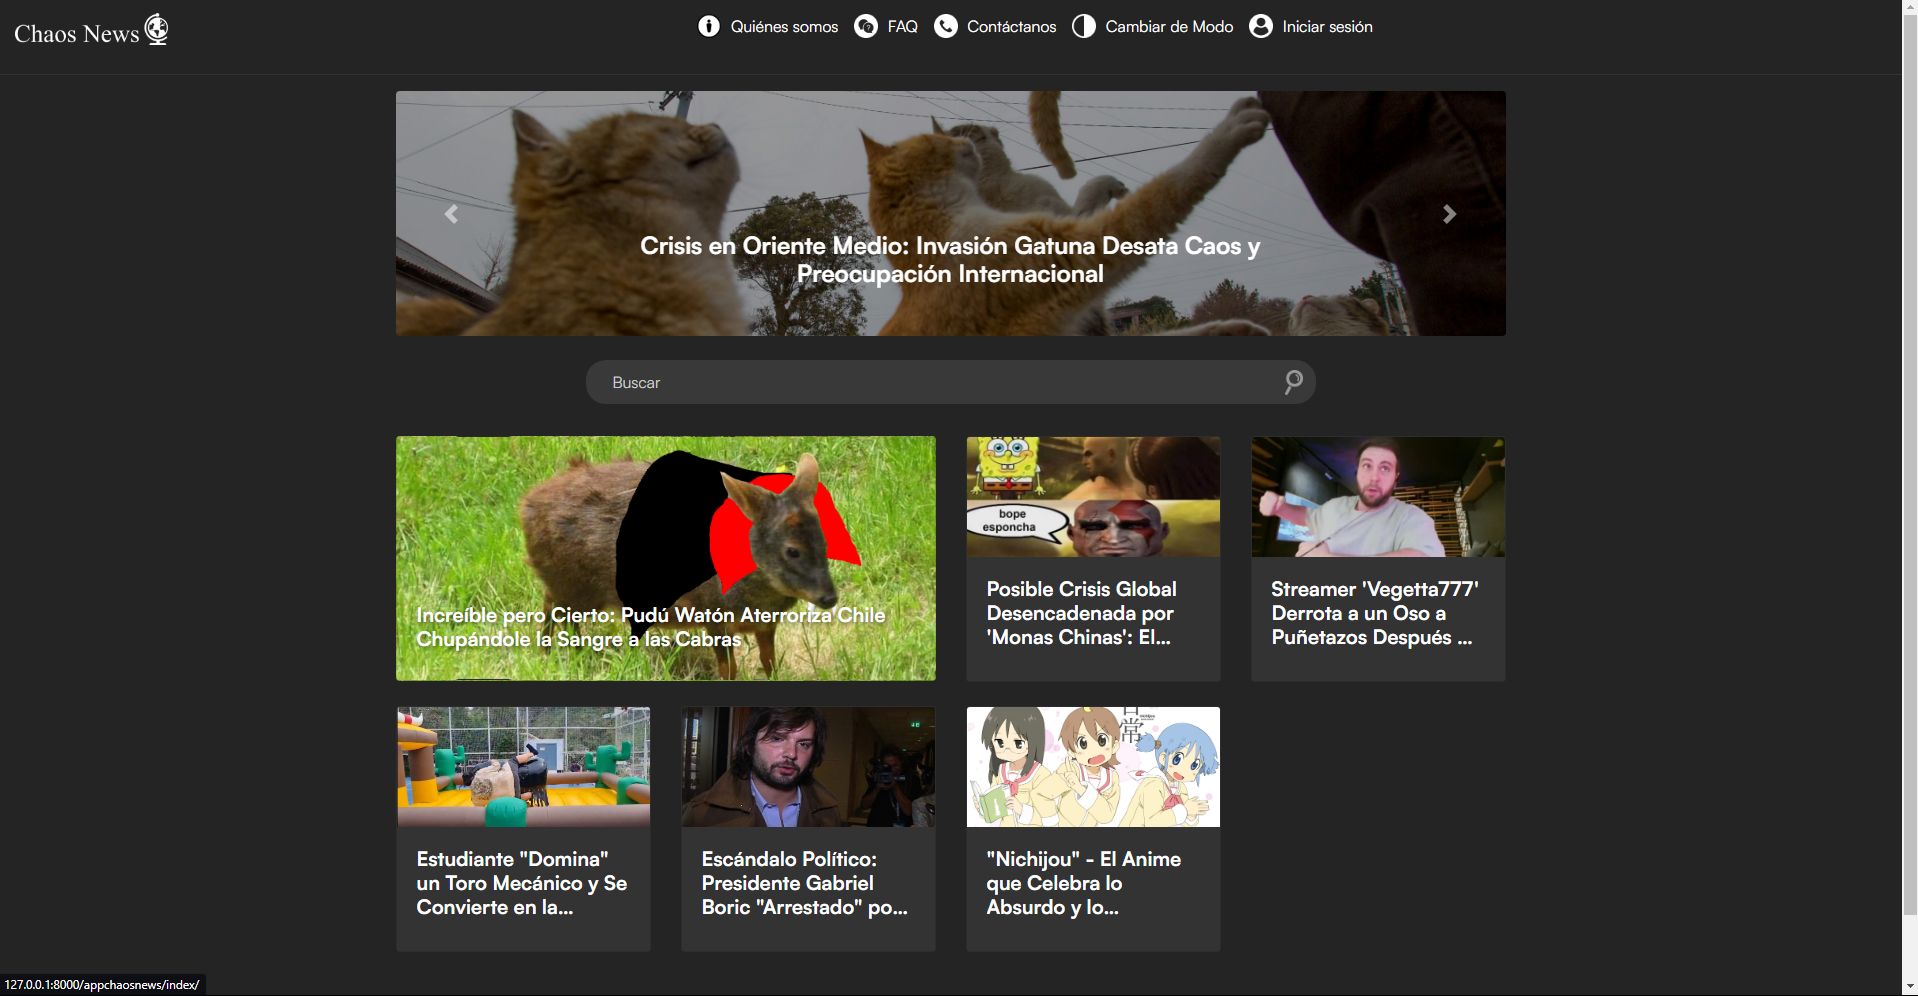 Chaos News
Quiénes somos
FAQ
Contáctanos
Cambiar de Modo
Iniciar sesión
Crisis en Oriente Medio: Invasión Gatuna Desata Caos y
Preocupación Internacional
Buscar
Increíble pero Cierto: Pudú Watón Aterroriza Chile
Chupándole la Sangre a las Cabras
bope
esponcha
Posible Crisis Global
Desencadenada por
'Monas Chinas': El...
Streamer 'Vegetta777'
Derrota a un Oso a
Puñetazos Después ...
日常
Estudiante "Domina"
un Toro Mecánico y Se
Convierte en la...
Escándalo Político:
Presidente Gabriel
Boric "Arrestado" po...
"Nichijou" - El Anime
que Celebra lo
Absurdo y lo...
127.0.0.1:8000/appchaosnews/index/